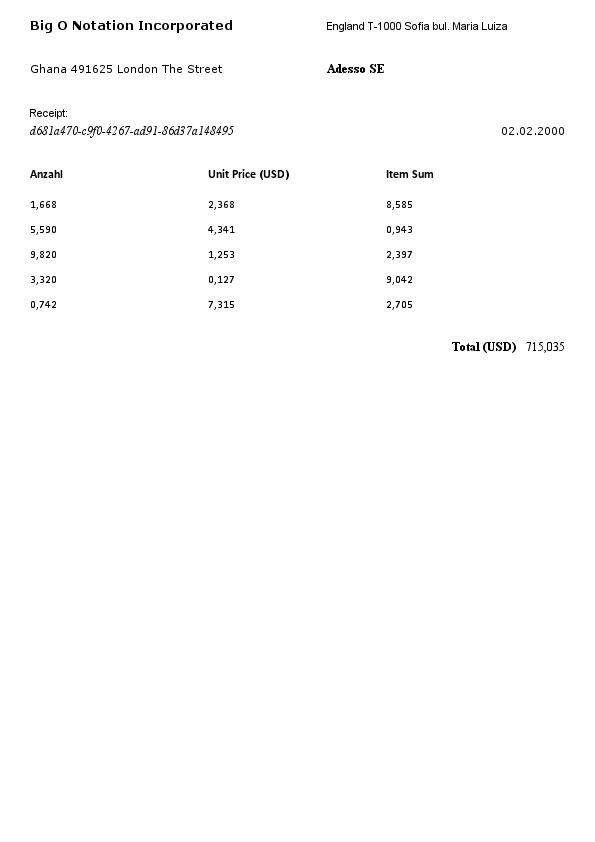 Big O Notation Incorporated England T-1000 Sofia bul. Maria Luiza
Ghana 491625 London The Street Adesso SE
Receipt:
d681a470-c9f0-4267-ad91-86d37a148495 02.02.2000
Anzahl Unit Price (USD) Item Sum
1,668 2,368 8,585
5,590 4,341 0,943
9,820 1,253 2,397
3,320 0,127 9,042
0,742 7,315 2,705
Total (USD) 715,035